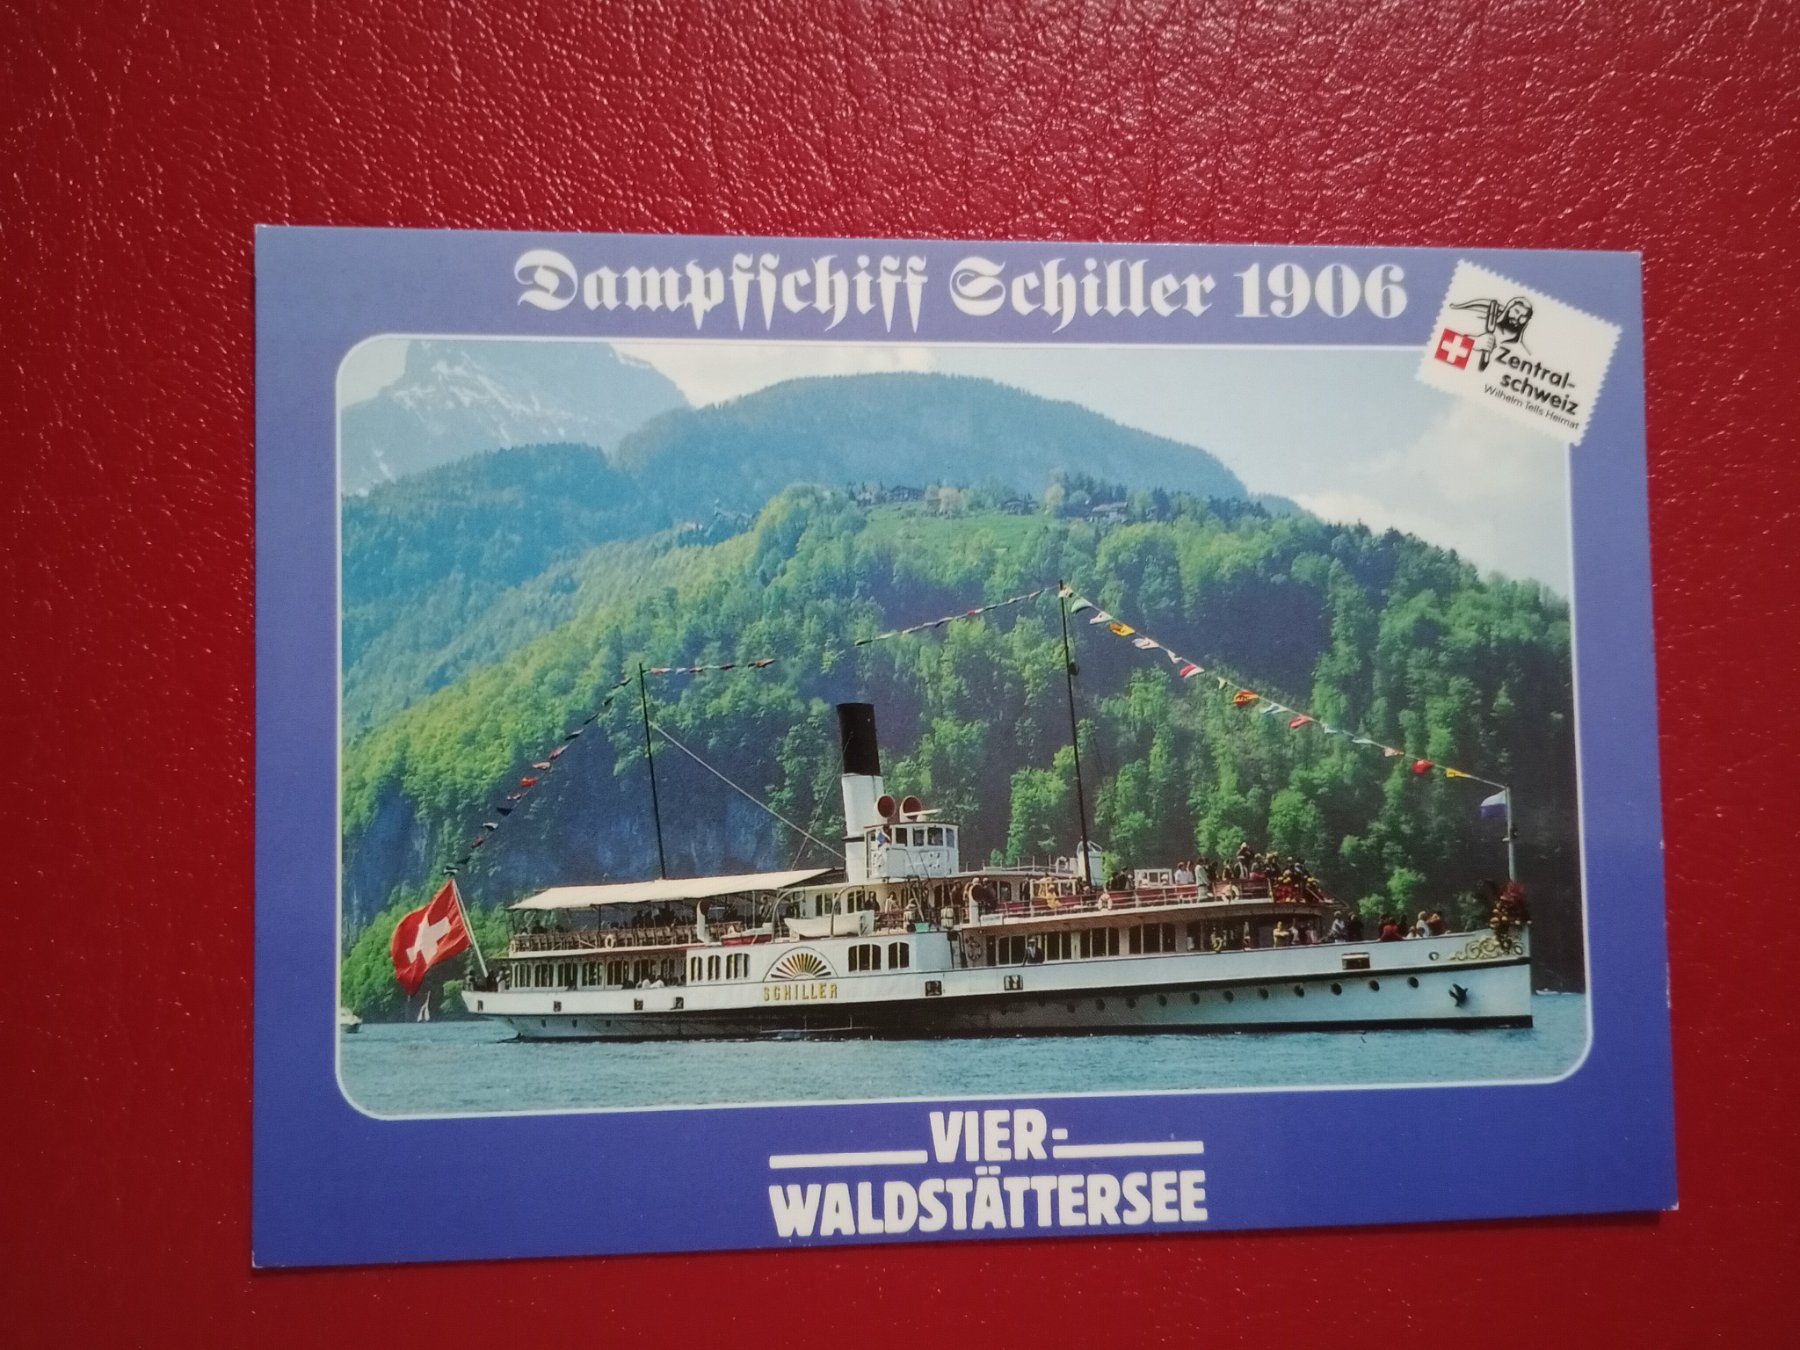 Dampfschiff Schiller 1906
Zentral-
schweiz
Wilhelm Tells Heimat
SCHILLER
VIER-
WALDSTÄTTERSEE